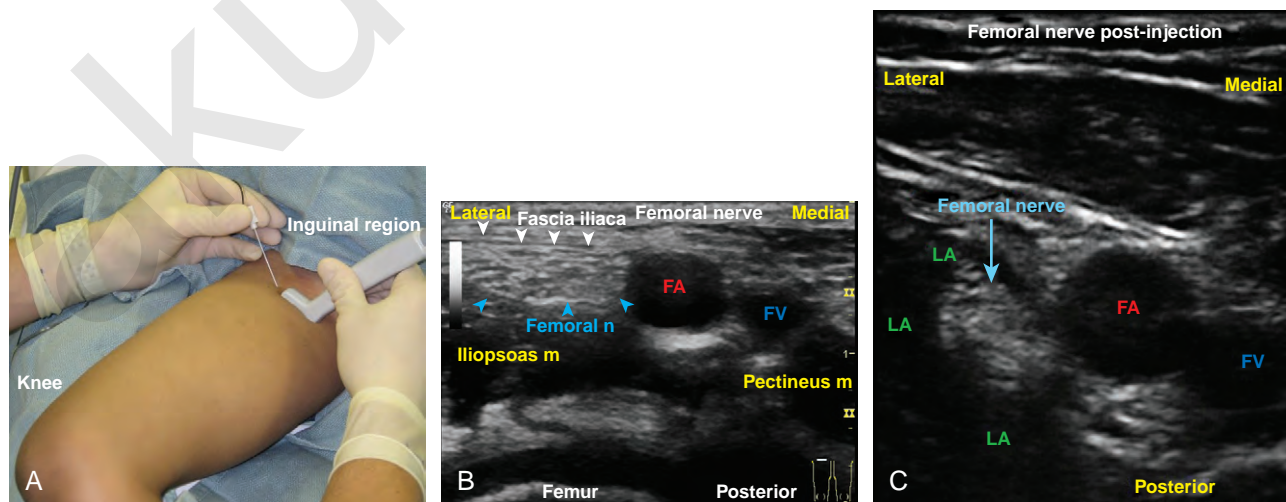 Inguinal region
Knee
A
Lateral
Fascia iliaca
Femoral nerve
Medial
FA
FV
Femoral n
Iliopsoas m
1
Pectineus m
B
Femur
Posterior
Femoral nerve post-injection
Lateral
Medial
Femoral nerve
LA
LA
FA
FV
LA
C
Posterior